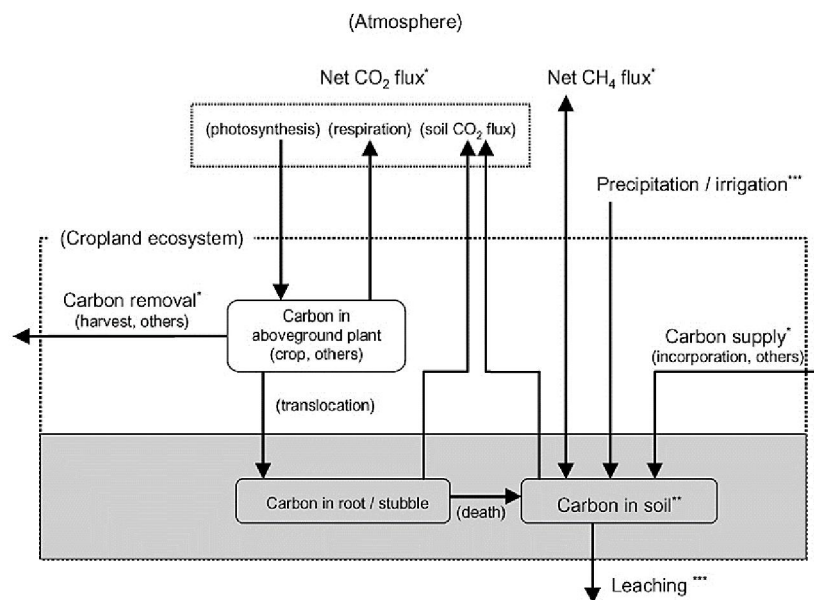 (Atmosphere)
Net CO₂ flux*
Net CH₄ flux*
(photosynthesis) (respiration) (soil CO₂ flux)
Precipitation / irrigation***
(Cropland ecosystem)
Carbon removal*
(harvest, others)
Carbon in
aboveground plant
(crop, others)
Carbon supply*
(incorporation, others)
(translocation)
Carbon in root / stubble
(death)
Carbon in soil**
Leaching ***